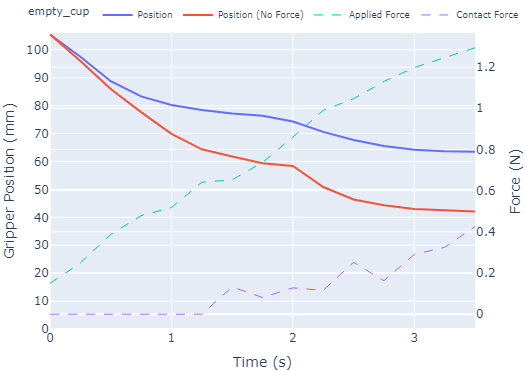 empty_cup
Position
Position (No Force)
Applied Force
Contact Force
100
90
80
70
60
50
40
30
20
10
0
Gripper Position (mm)
1.2
1
0.8
0.6
0.4
0.2
0
Force (N)
0
1
2
3
Time (s)